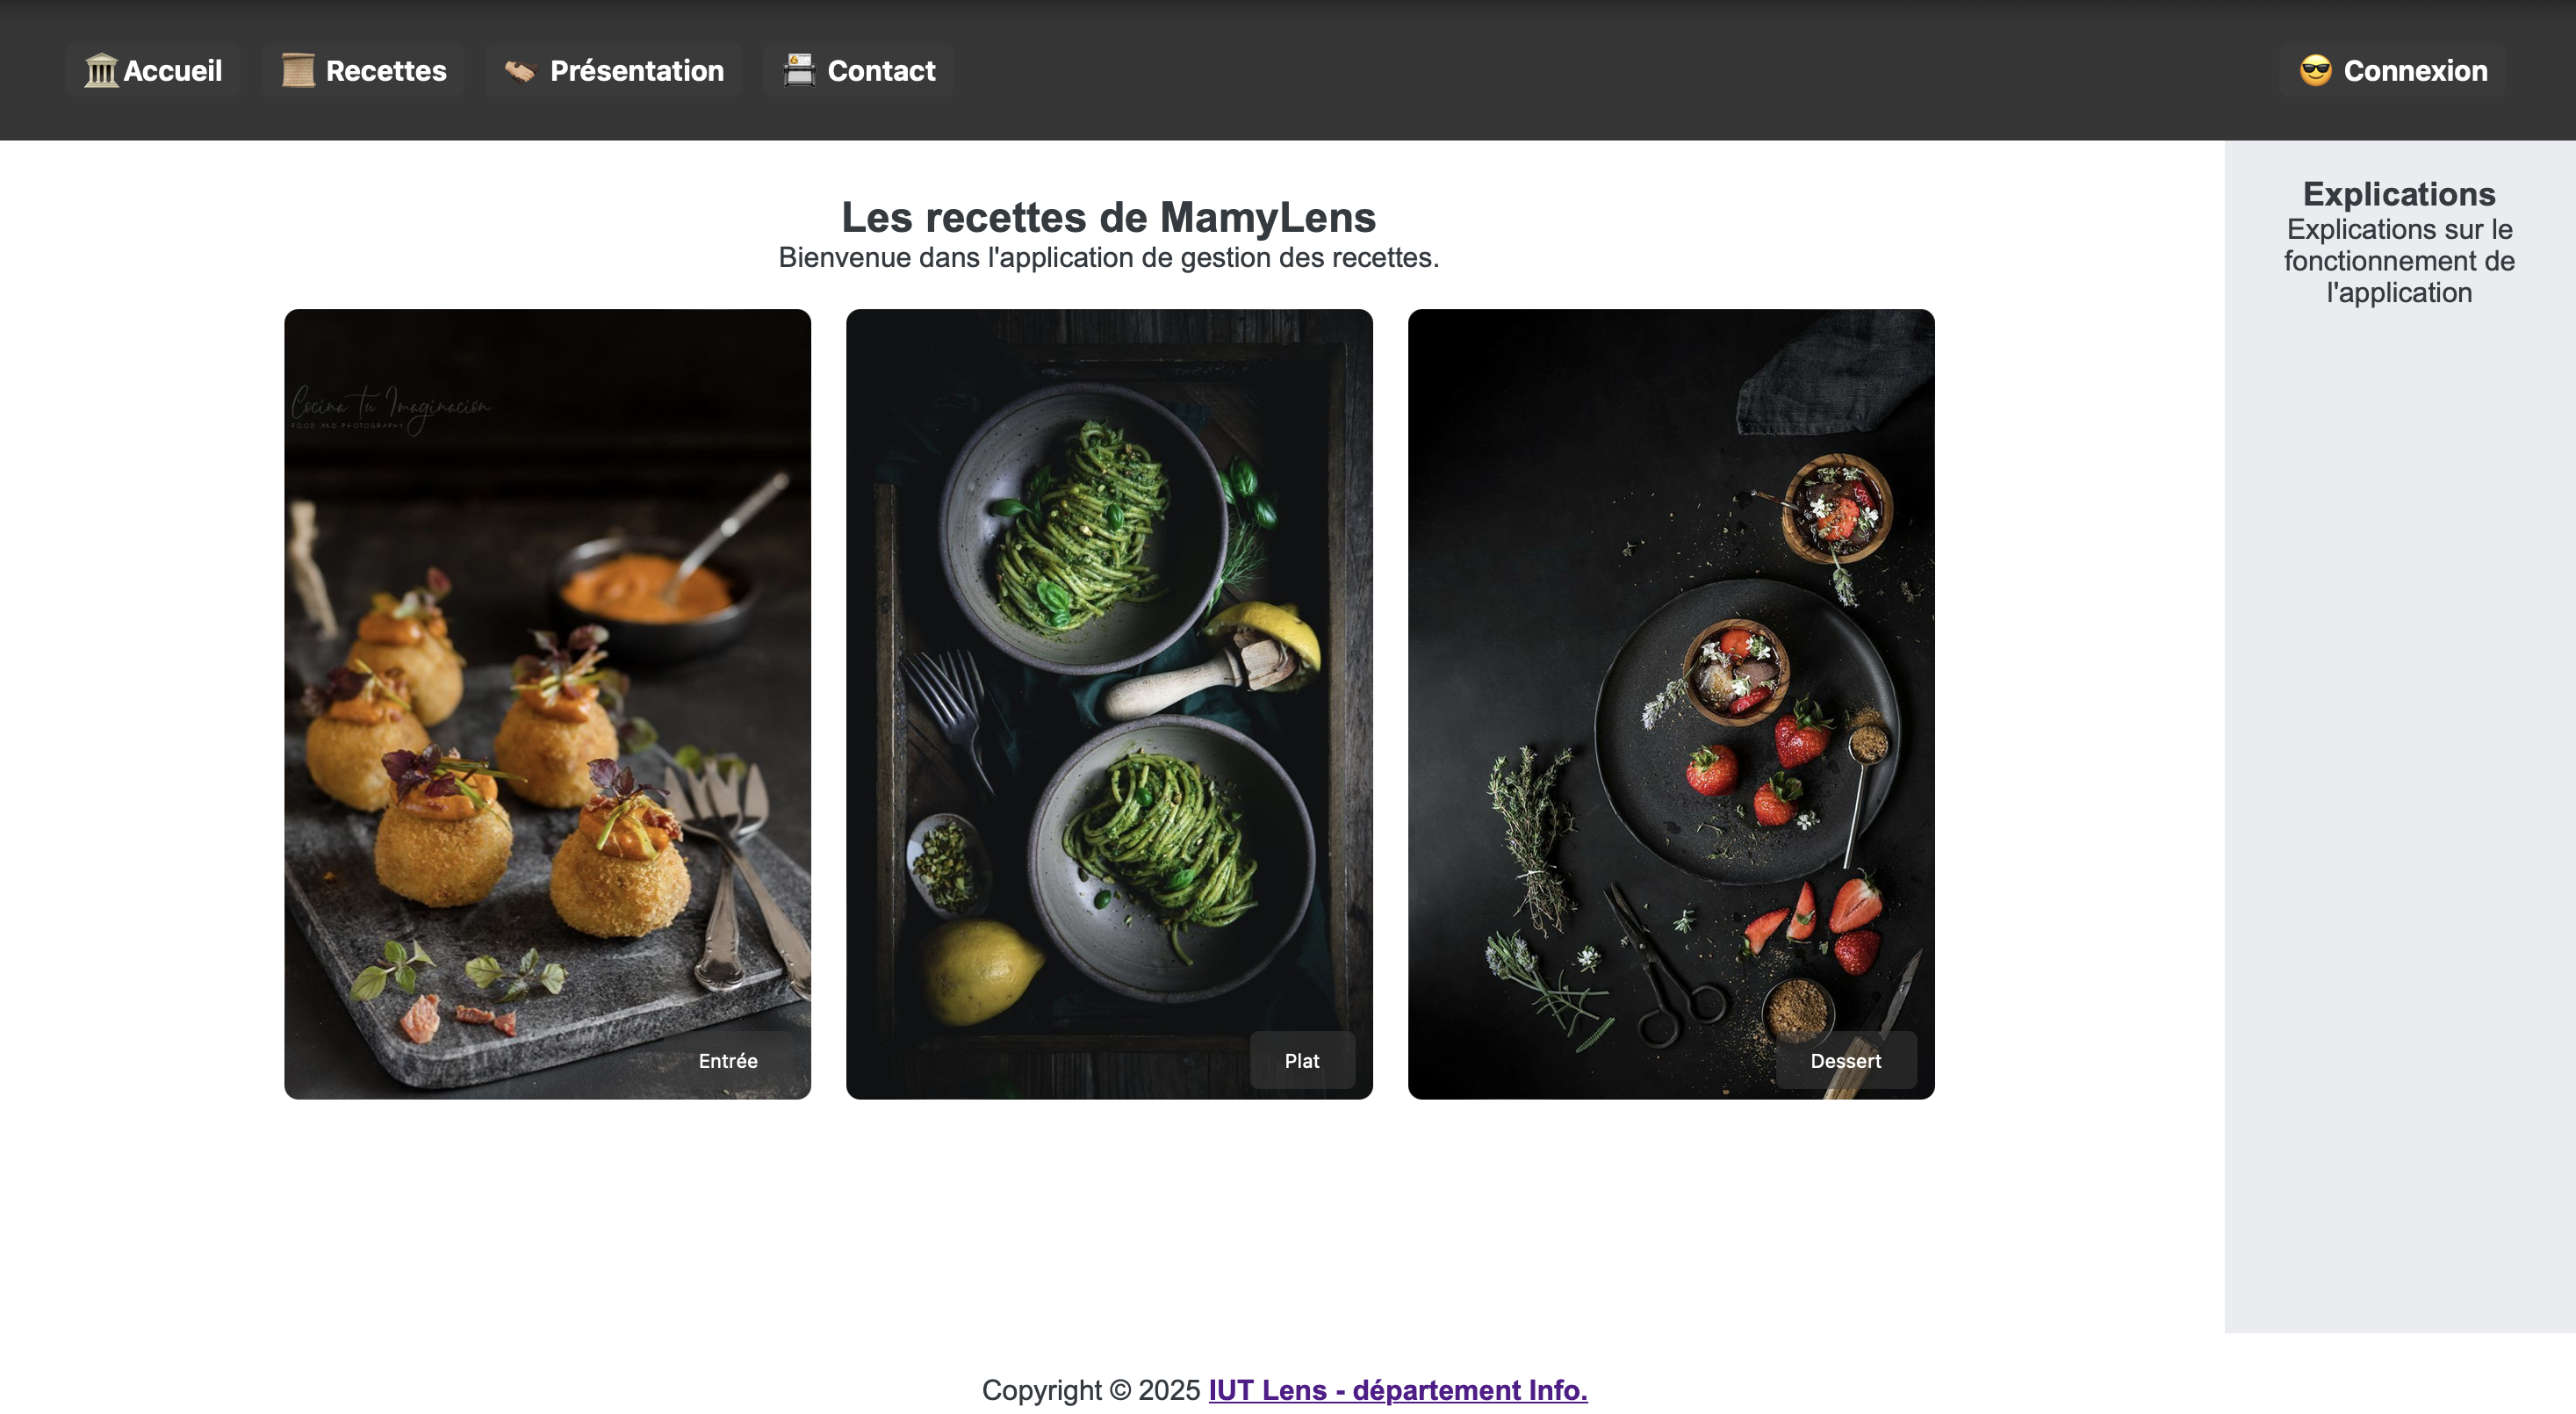 Accueil
Recettes
Présentation
Contact
Connexion
Les recettes de MamyLens
Bienvenue dans l'application de gestion des recettes.
Explications
Explications sur le
fonctionnement de
l'application
Cocina Tu Imaginación
FOOD AND PHOTOGRAPHY
Entrée
Plat
Dessert
Copyright © 2025 IUT Lens - département Info.